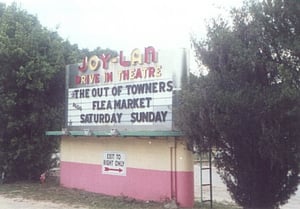 JOY-LAN
DRIVE IN THEATRE
THE OUT OF TOWNERS
FLEA MARKET
SATURDAY SUNDAY
EXIT TO
RIGHT ONLY